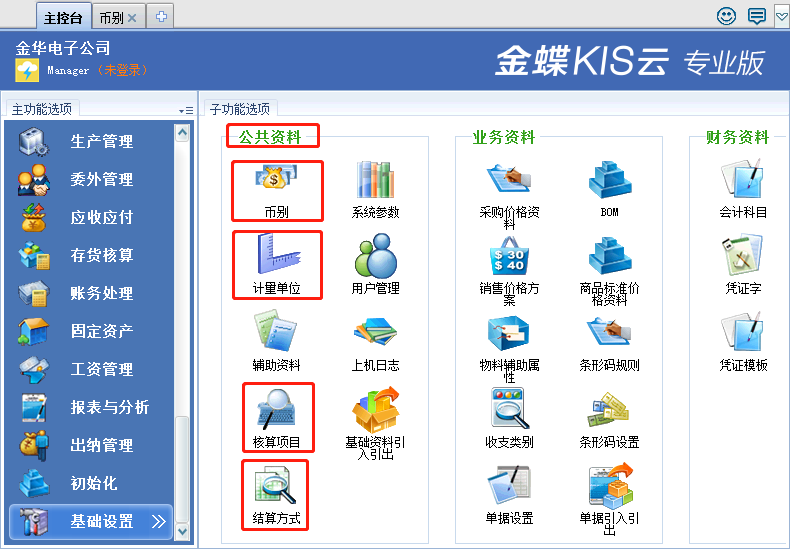 主控台
币别
金华电子公司
Manager （未登录）
金蝶KIS云 专业版
主功能选项
子功能选项
生产管理
委外管理
应收应付
存货核算
账务处理
固定资产
工资管理
报表与分析
出纳管理
初始化
基础设置
公共资料
币别
系统参数
计量单位
用户管理
辅助资料
上机日志
核算项目
基础资料引
入引出
结算方式
业务资料
采购价格资
料
BOM
$ 30
$ 40
销售价格方
案
商品标准价
格资料
物料辅助属
性
条形码规则
收支类别
条形码设置
单据设置
单据引入引
出
财务资料
会计科目
凭证字
凭证模板